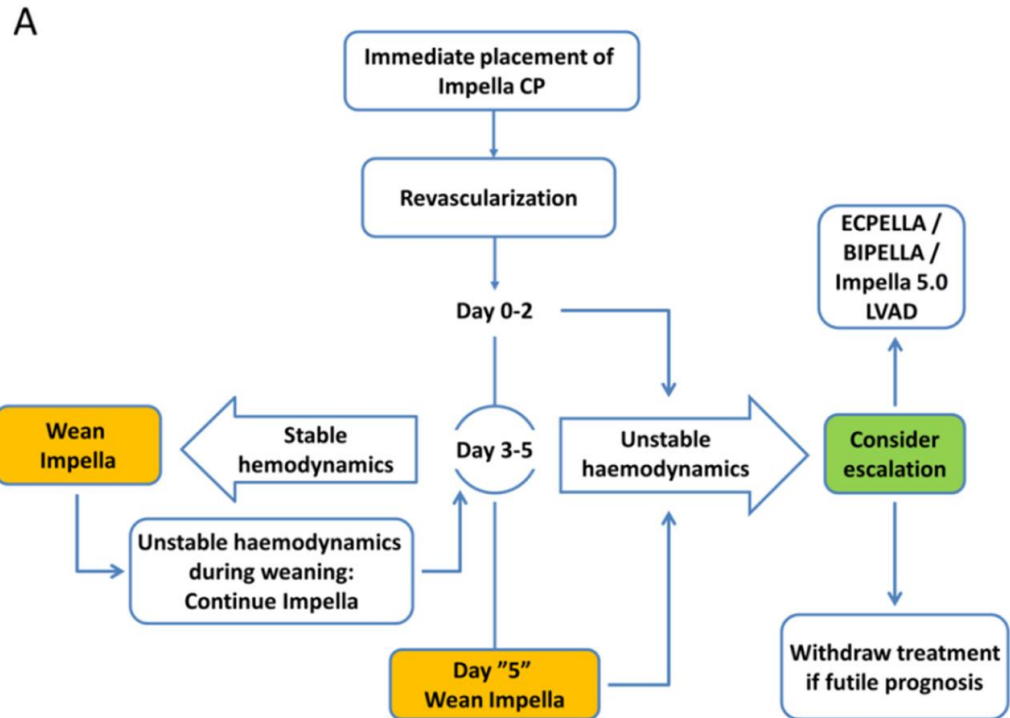 A
Immediate placement of
Impella CP
Revascularization
ECPELLA /
BIPELLA /
Impella 5.0
LVAD
Day 0-2
Wean
Impella
Stable
hemodynamics
Day 3-5
Unstable
haemodynamics
Consider
escalation
Unstable haemodynamics
during weaning:
Continue Impella
Day ”5”
Wean Impella
Withdraw treatment
if futile prognosis